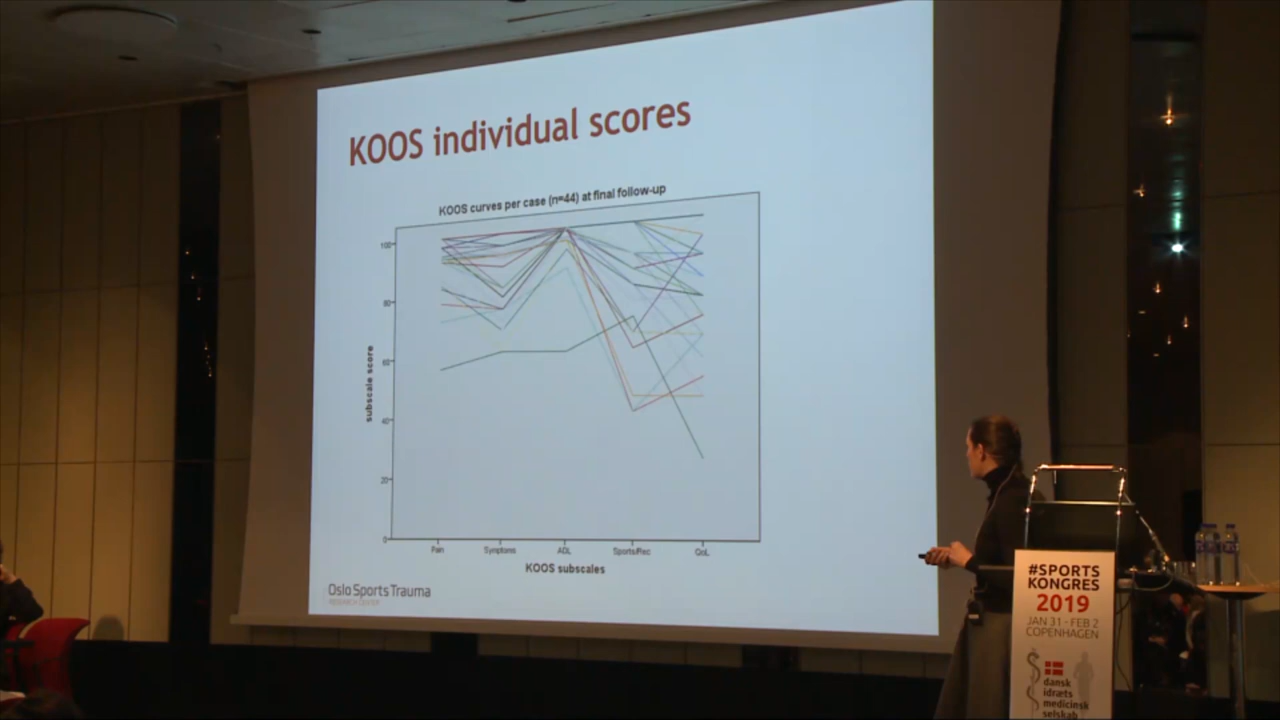 KOOS individual scores
KOOS curves per case (n=44) at final follow-up
100
80
60
40
20
0
subscale score
Pain
Symptoms
ADL
Sports/Rec
QoL
KOOS subscales
Oslo Sports Trauma
RESEARCH CENTER
#SPORTS
KONGRES
2019
JAN 31 - FEB 2
COPENHAGEN
dansk
idræts
medicinsk
selskab